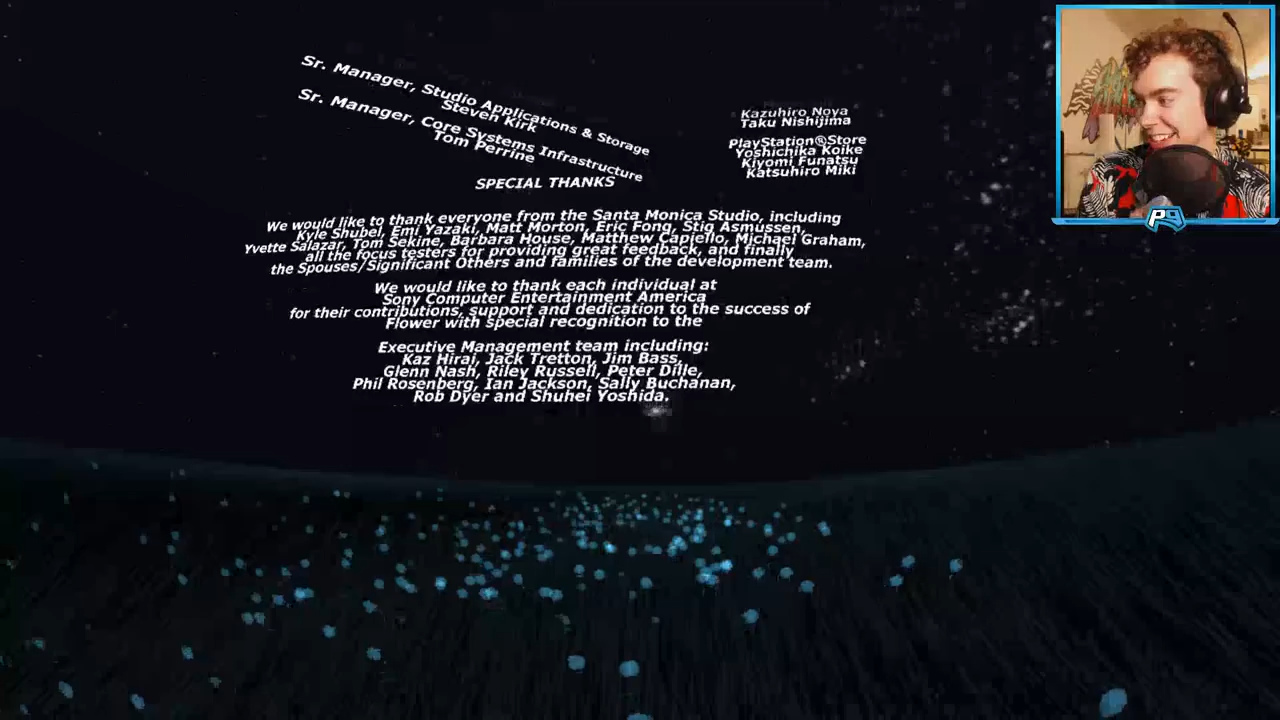 Sr. Manager, Studio Applications & Storage
Steven Kirk
Sr. Manager, Core Systems Infrastructure
Tom Perrine
Kazuhiro Noya
Taku Nishijima
PlayStation®Store
Yoshichika Koike
Kiyomi Funatsu
Katsuhiro Miki
SPECIAL THANKS
We would like to thank everyone from the Santa Monica Studio, including
Kyle Shubel, Emi Yazaki, Matt Morton, Eric Fong, Stig Asmussen,
Yvette Salazar, Tom Sekine, Barbara House, Matthew Capiello, Michael Graham,
all the focus testers for providing great feedback, and finally
the Spouses/Significant Others and families of the development team.
We would like to thank each individual at
Sony Computer Entertainment America
for their contributions, support and dedication to the success of
Flower with special recognition to the
Executive Management team including:
Kaz Hirai, Jack Tretton, Jim Bass,
Glenn Nash, Riley Russell, Peter Dille,
Phil Rosenberg, Ian Jackson, Sally Buchanan,
Rob Dyer and Shuhei Yoshida.
P9